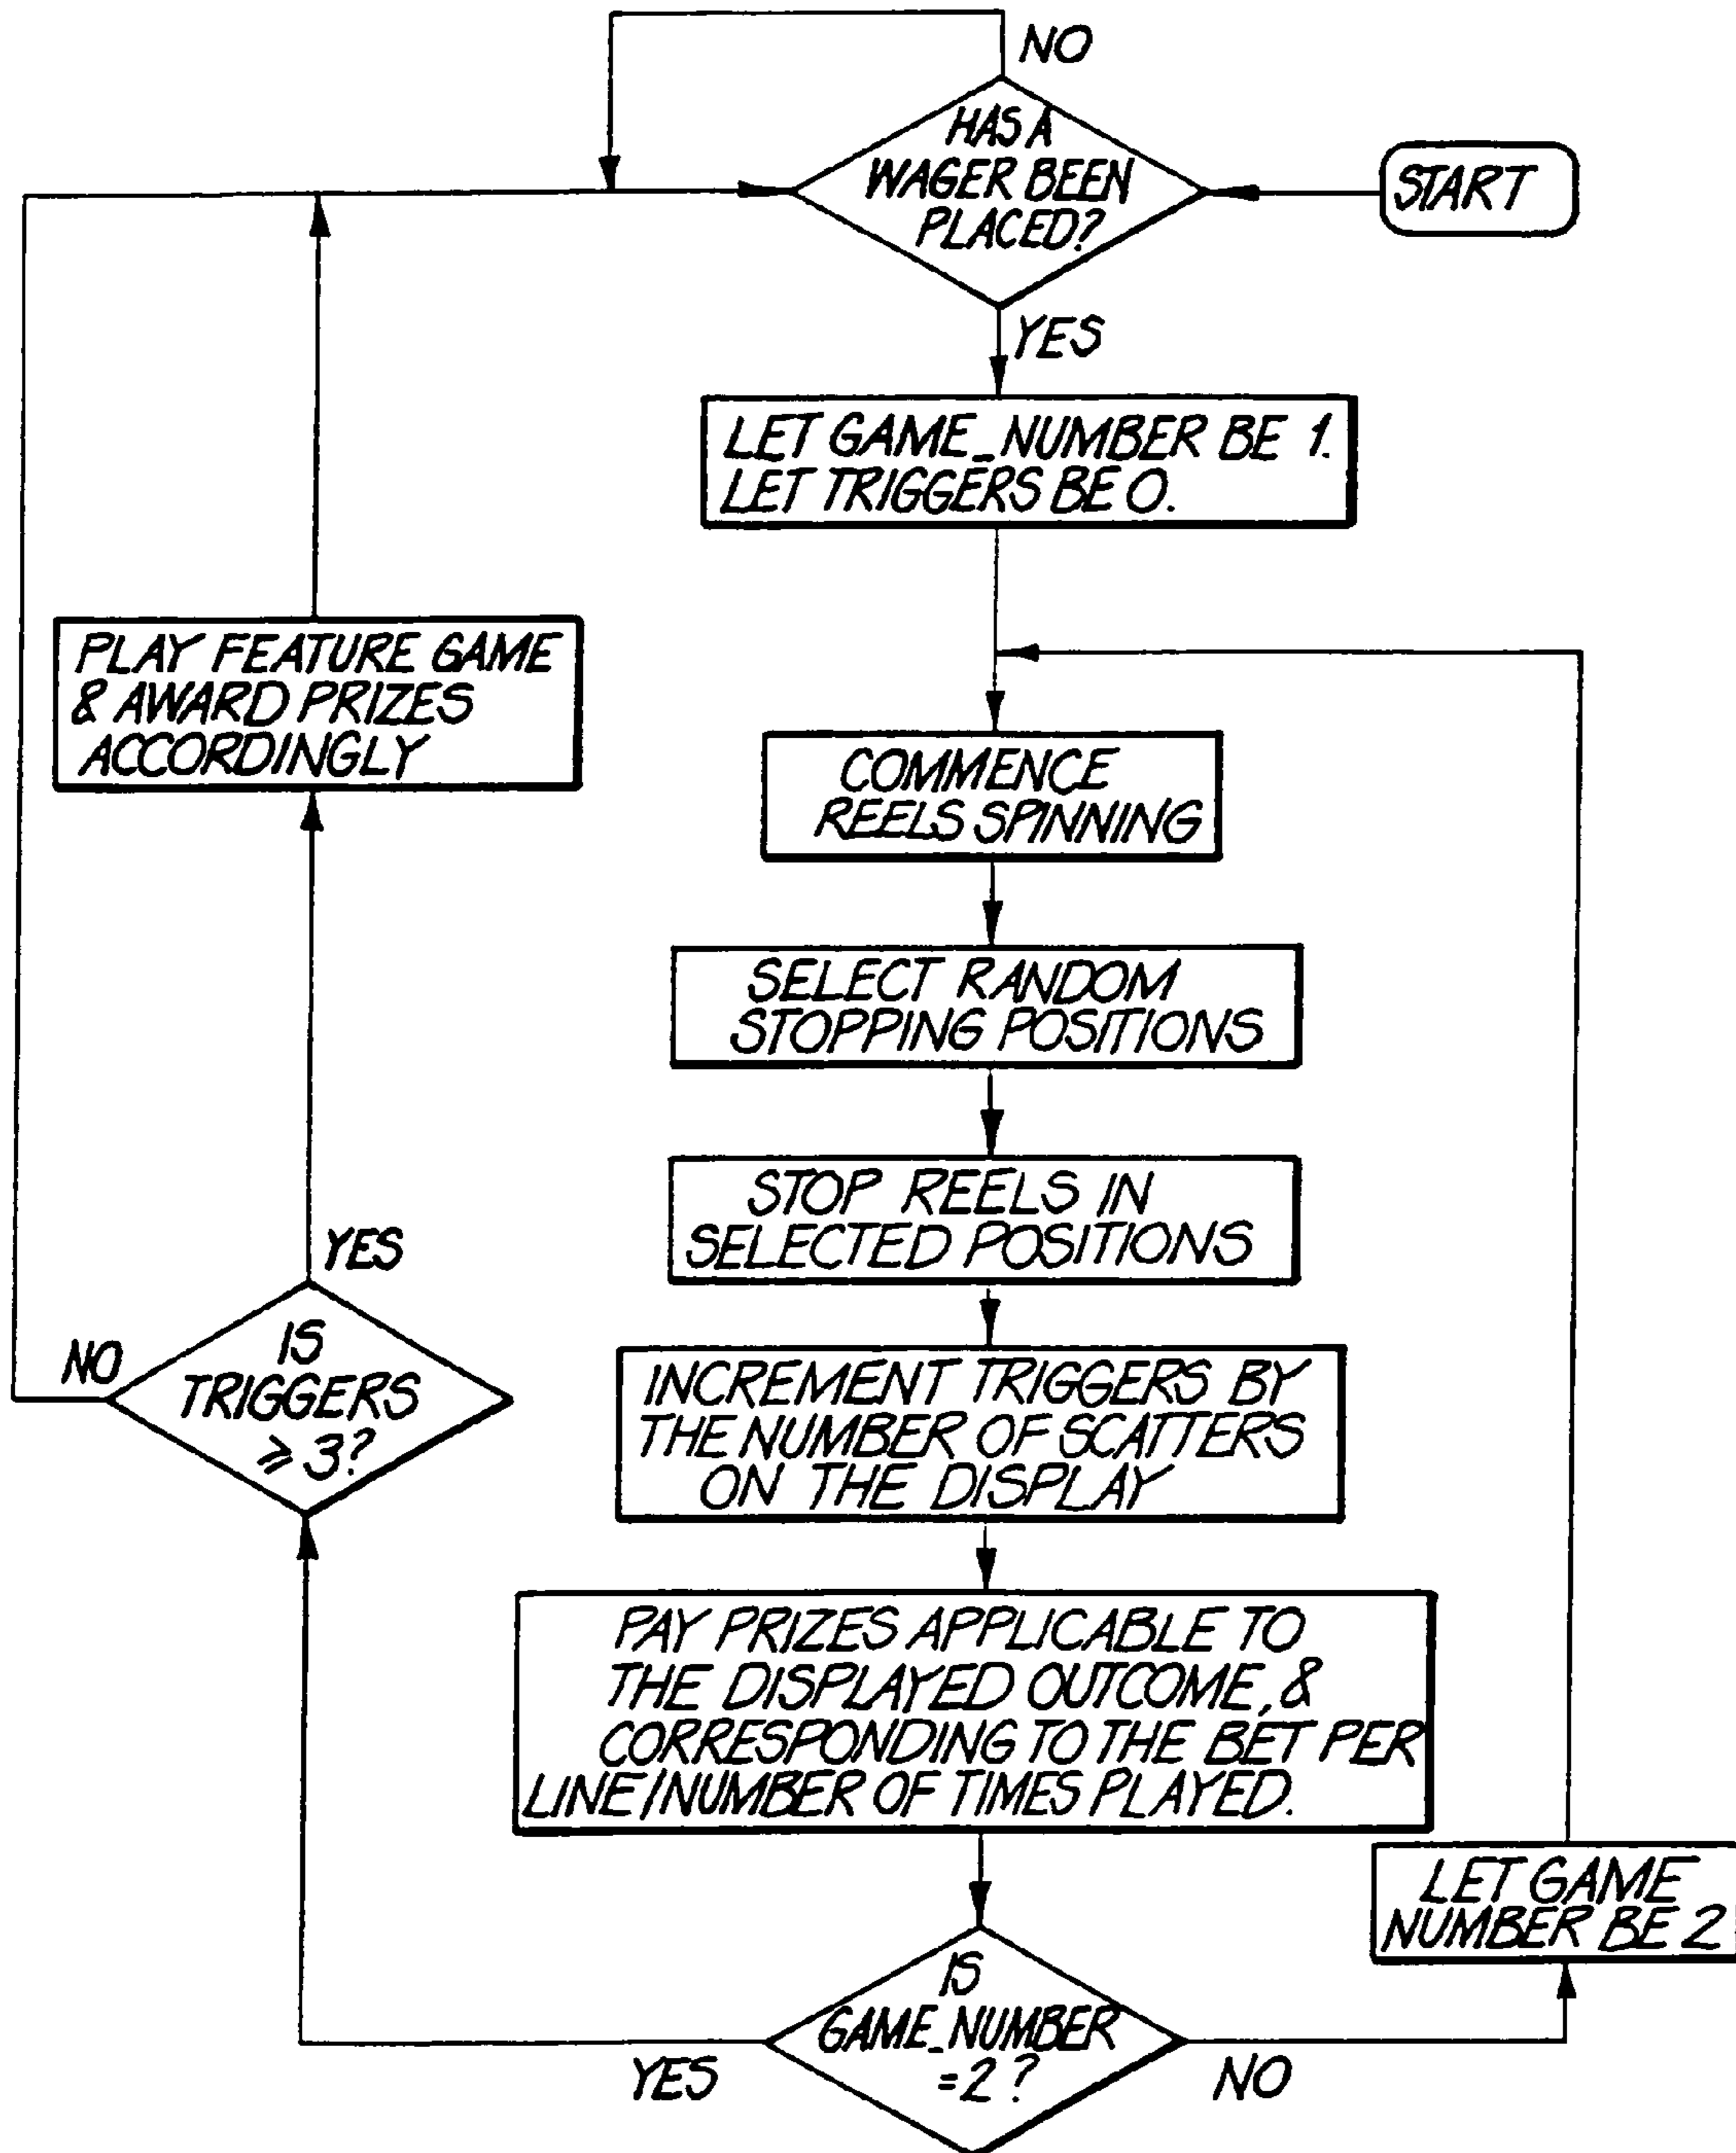 NO
HAS A
WAGER BEEN
PLACED?
START
YES
LET GAME_NUMBER BE 1.
LET TRIGGERS BE 0.
PLAY FEATURE GAME
& AWARD PRIZES
ACCORDINGLY
COMMENCE
REELS SPINNING
SELECT RANDOM
STOPPING POSITIONS
STOP REELS IN
SELECTED POSITIONS
YES
NO
IS
TRIGGERS
⩾ 3?
INCREMENT TRIGGERS BY
THE NUMBER OF SCATTERS
ON THE DISPLAY
PAY PRIZES APPLICABLE TO
THE DISPLAYED OUTCOME, &
CORRESPONDING TO THE BET PER
LINE/NUMBER OF TIMES PLAYED.
LET GAME
NUMBER BE 2
IS
GAME_NUMBER
=2?
YES
NO